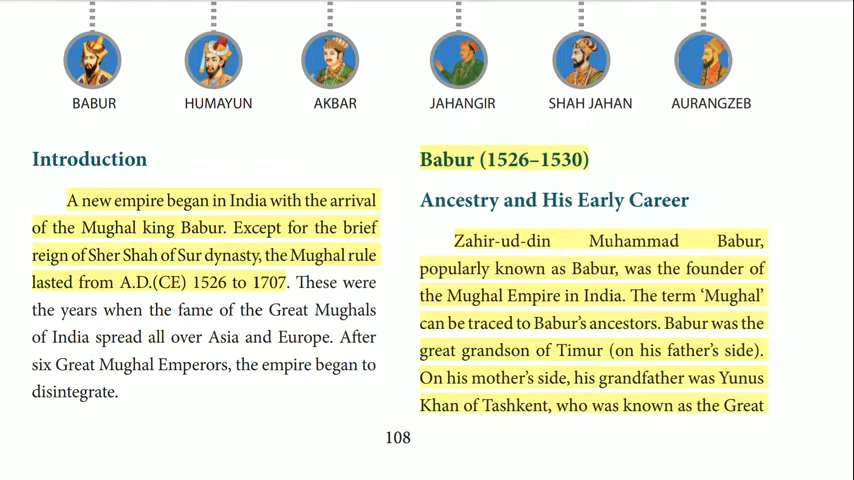 BABUR
HUMAYUN
AKBAR
JAHANGIR
SHAH JAHAN
AURANGZEB
Introduction
A new empire began in India with the arrival
of the Mughal king Babur. Except for the brief
reign of Sher Shah of Sur dynasty, the Mughal rule
lasted from A.D.(CE) 1526 to 1707. These were
the years when the fame of the Great Mughals
of India spread all over Asia and Europe. After
six Great Mughal Emperors, the empire began to
disintegrate.
Babur (1526–1530)
Ancestry and His Early Career
Zahir-ud-din Muhammad Babur,
popularly known as Babur, was the founder of
the Mughal Empire in India. The term ‘Mughal’
can be traced to Babur’s ancestors. Babur was the
great grandson of Timur (on his father’s side).
On his mother’s side, his grandfather was Yunus
Khan of Tashkent, who was known as the Great
108